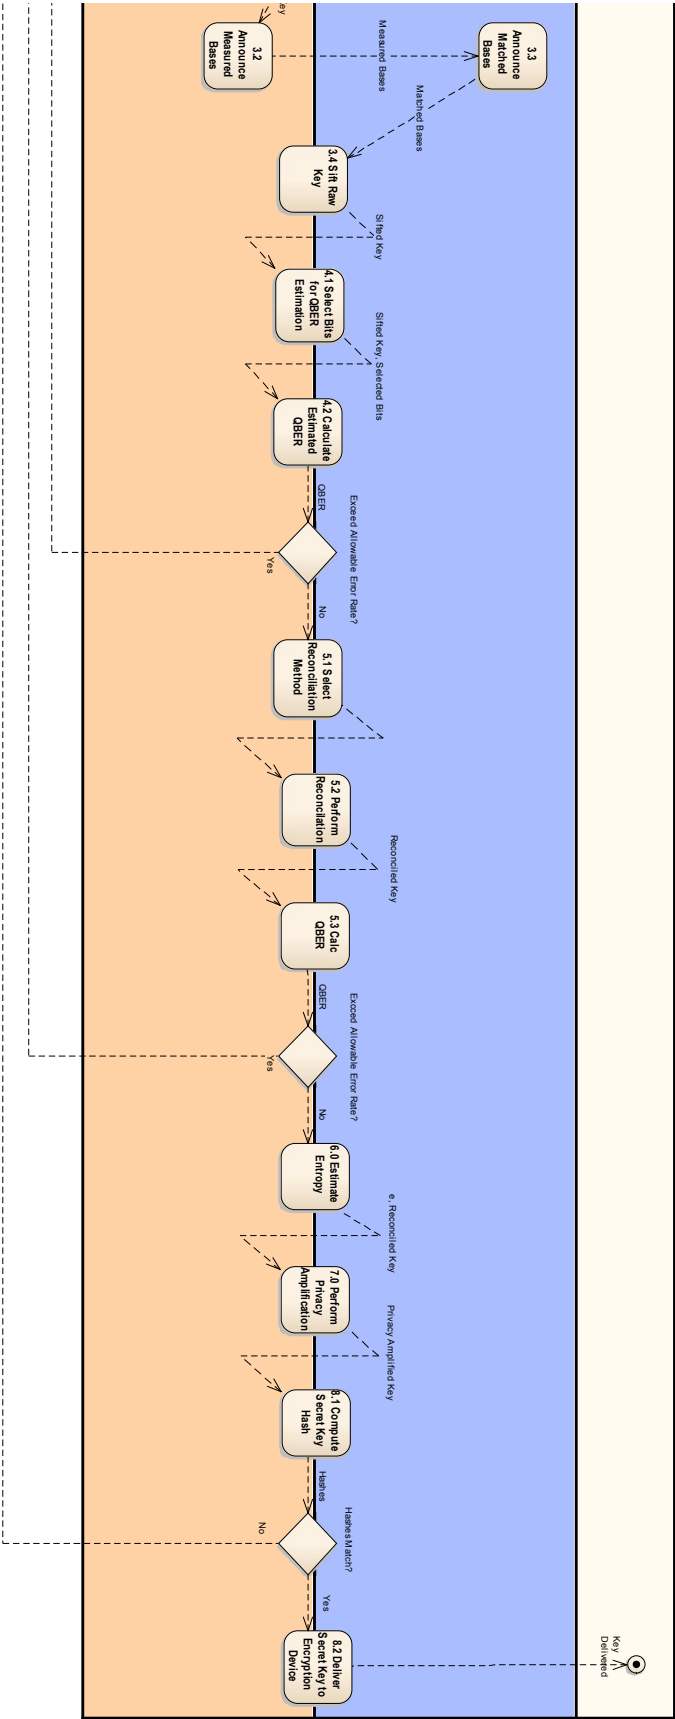 ey
3.2
Announce
Measured
Bases
Measured Bases
3.3
Announce
Matched
Bases
Matched Bases
3.4 Sift Raw
Key
Sifted Key
4.1 Select Bits
for QBER
Estimation
Sifted Key, Selected Bits
4.2 Calculate
Estimated
QBER
QBER
Exceed Allowable Error Rate?
Yes
No
5.1 Select
Reconciliation
Method
5.2 Perform
Reconcilation
Reconciled Key
5.3 Calc
QBER
QBER
Exceed Allowable Error Rate?
Yes
No
6.0 Estimate
Entropy
e, Reconciled Key
7.0 Perform
Privacy
Amplification
Privacy Amplified Key
8.1 Compute
Secret Key
Hash
Hashes
Hashes Match?
No
Yes
8.2 Deliver
Secret Key to
Encryption
Device
Key
Delivered